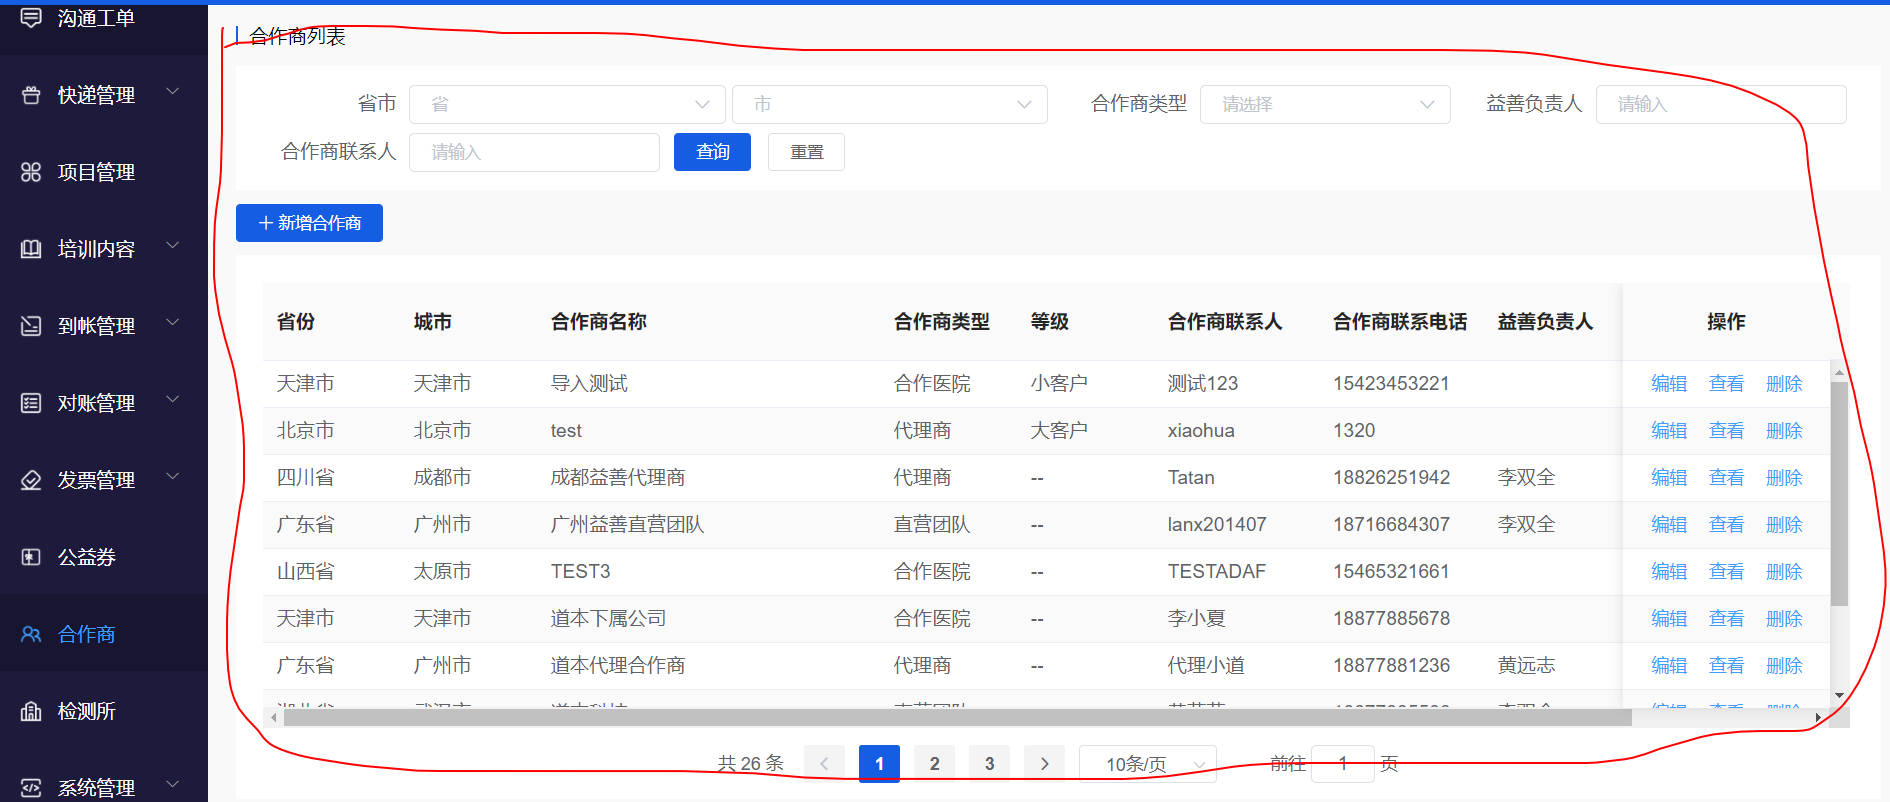 沟通工单
快递管理
项目管理
培训内容
到帐管理
对账管理
发票管理
公益券
合作商
检测所
系统管理
合作商列表
省市 省 市 合作商类型 请选择 益善负责人 请输入
合作商联系人 请输入 查询 重置
+ 新增合作商
省份 城市 合作商名称 合作商类型 等级 合作商联系人 合作商联系电话 益善负责人 操作
天津市 天津市 导入测试 合作医院 小客户 测试123 15423453221 编辑 查看 删除
北京市 北京市 test 代理商 大客户 xiaohua 1320 编辑 查看 删除
四川省 成都市 成都益善代理商 代理商 -- Tatan 18826251942 李双全 编辑 查看 删除
广东省 广州市 广州益善直营团队 直营团队 -- lanx201407 18716684307 李双全 编辑 查看 删除
山西省 太原市 TEST3 合作医院 -- TESTADAF 15465321661 编辑 查看 删除
天津市 天津市 道本下属公司 合作医院 -- 李小夏 18877885678 编辑 查看 删除
广东省 广州市 道本代理合作商 代理商 -- 代理小道 18877881236 黄远志 编辑 查看 删除
共 26 条 1 2 3 10条/页 前往 1 页